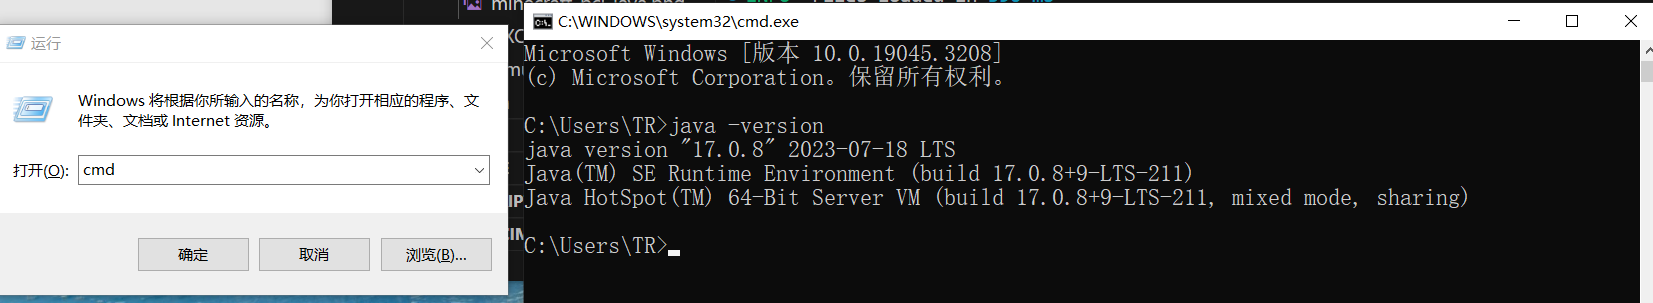 运行
Windows 将根据你所输入的名称，为你打开相应的程序、文
件夹、文档或 Internet 资源。
打开(O):
cmd
确定
取消
浏览(B)...
C:\WINDOWS\system32\cmd.exe
Microsoft Windows [版本 10.0.19045.3208]
(c) Microsoft Corporation。保留所有权利。
C:\Users\TR>java -version
java version "17.0.8" 2023-07-18 LTS
Java(TM) SE Runtime Environment (build 17.0.8+9-LTS-211)
Java HotSpot(TM) 64-Bit Server VM (build 17.0.8+9-LTS-211, mixed mode, sharing)
C:\Users\TR>